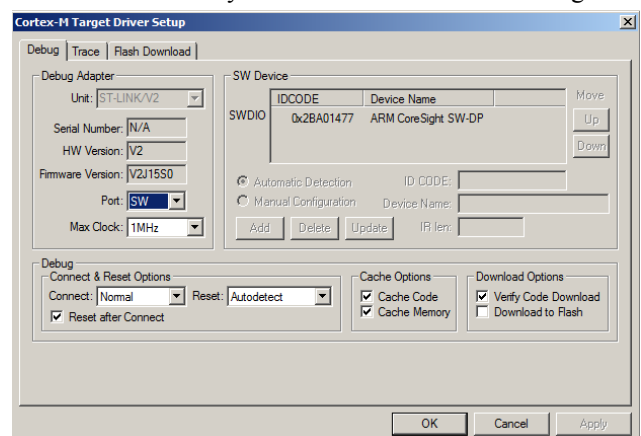 Cortex-M Target Driver Setup
Debug Trace Flash Download
Debug Adapter
Unit: ST-LINK/V2
Serial Number: N/A
HW Version: V2
Firmware Version: V2J15S0
Port: SW
Max Clock: 1MHz
SW Device
IDCODE Device Name Move
SWDIO 0x2BA01477 ARM CoreSight SW-DP Up
Down
Automatic Detection ID CODE:
Manual Configuration Device Name:
Add Delete Update IR len:
Debug
Connect & Reset Options
Connect: Normal Reset: Autodetect
Reset after Connect
Cache Options
Cache Code
Cache Memory
Download Options
Verify Code Download
Download to Flash
OK Cancel Apply